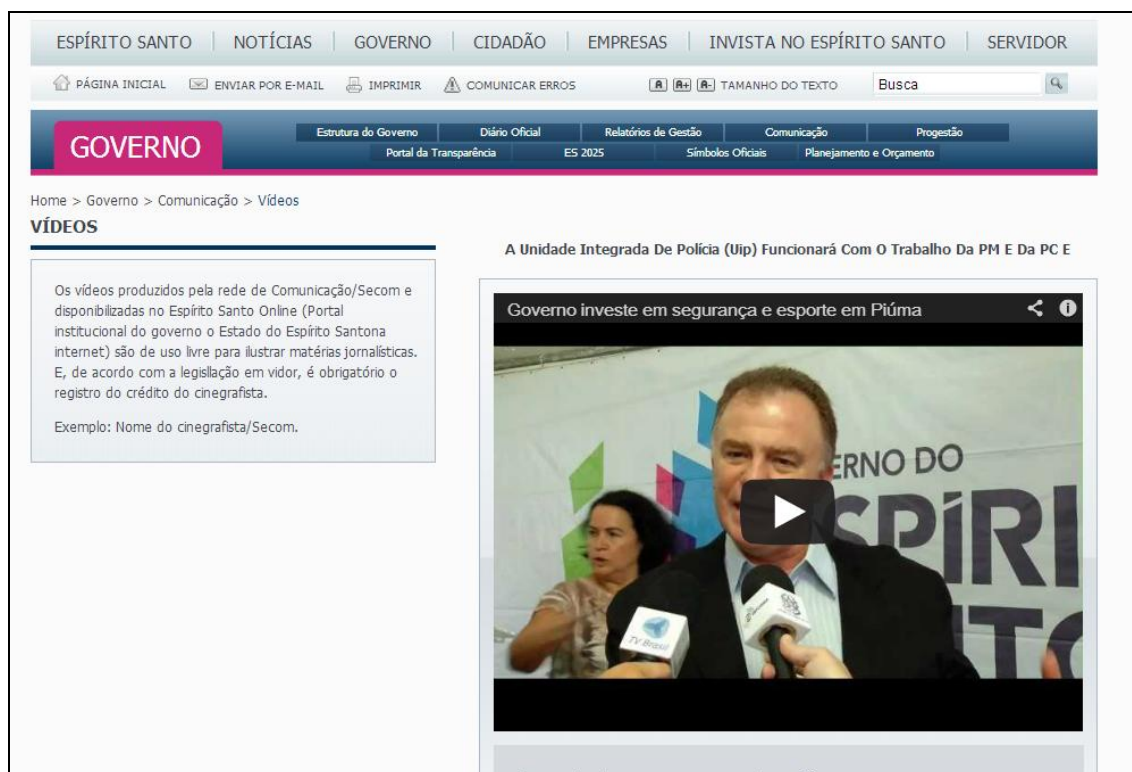 ESPÍRITO SANTO NOTÍCIAS GOVERNO CIDADÃO EMPRESAS INVISTA NO ESPÍRITO SANTO SERVIDOR
PÁGINA INICIAL ENVIAR POR E-MAIL IMPRIMIR COMUNICAR ERROS A A+ A- TAMANHO DO TEXTO Busca
GOVERNO
Estrutura do Governo Diário Oficial Relatórios de Gestão Comunicação Progestão
Portal da Transparência ES 2025 Símbolos Oficiais Planejamento e Orçamento
Home > Governo > Comunicação > Vídeos
VÍDEOS
Os vídeos produzidos pela rede de Comunicação/Secom e
disponibilizadas no Espírito Santo Online (Portal
institucional do governo o Estado do Espírito Santona
internet) são de uso livre para ilustrar matérias jornalísticas.
E, de acordo com a legislação em vidor, é obrigatório o
registro do crédito do cinegrafista.
Exemplo: Nome do cinegrafista/Secom.
A Unidade Integrada De Polícia (Uip) Funcionará Com O Trabalho Da PM E Da PC E
Governo investe em segurança e esporte em Piúma
ERNO DO
SPÍRI
TO
TV Brasil